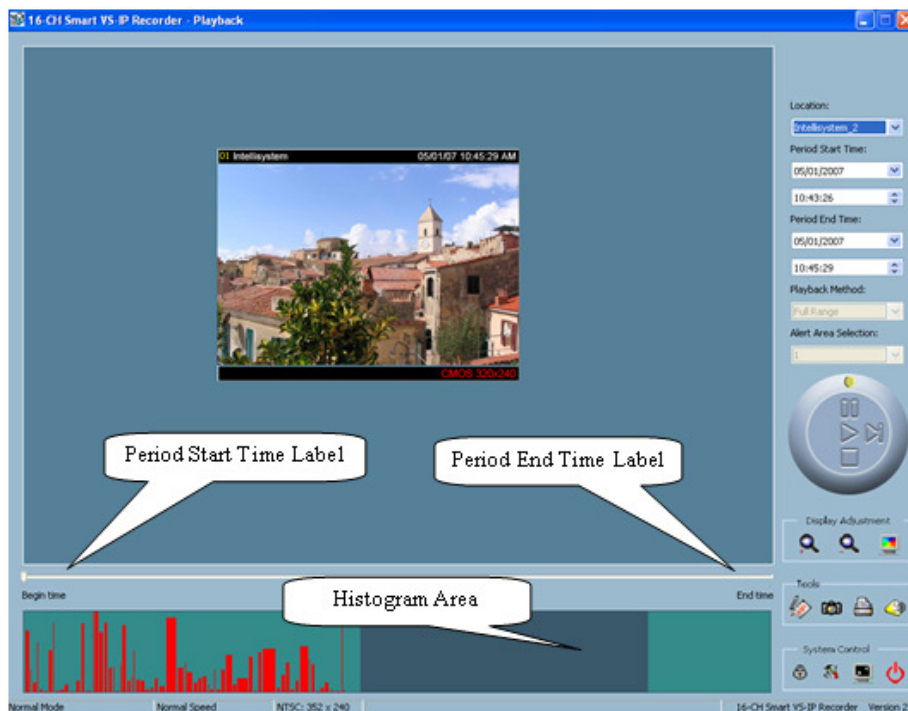 16-CH Smart VS-IP Recorder - Playback
01 Intellisystem 05/01/07 10:45:29 AM
CMOS 320x240
Location:
Intellisystem_2
Period Start Time:
05/01/2007
10:43:26
Period End Time:
05/01/2007
10:45:29
Playback Method:
Full Range
Alert Area Selection:
1
Period Start Time Label
Period End Time Label
Display Adjustment
Begin time
Histogram Area
End time
Tools
System Control
Normal Mode
Normal Speed
NTSC: 352 x 240
16-CH Smart VS-IP Recorder Version 2